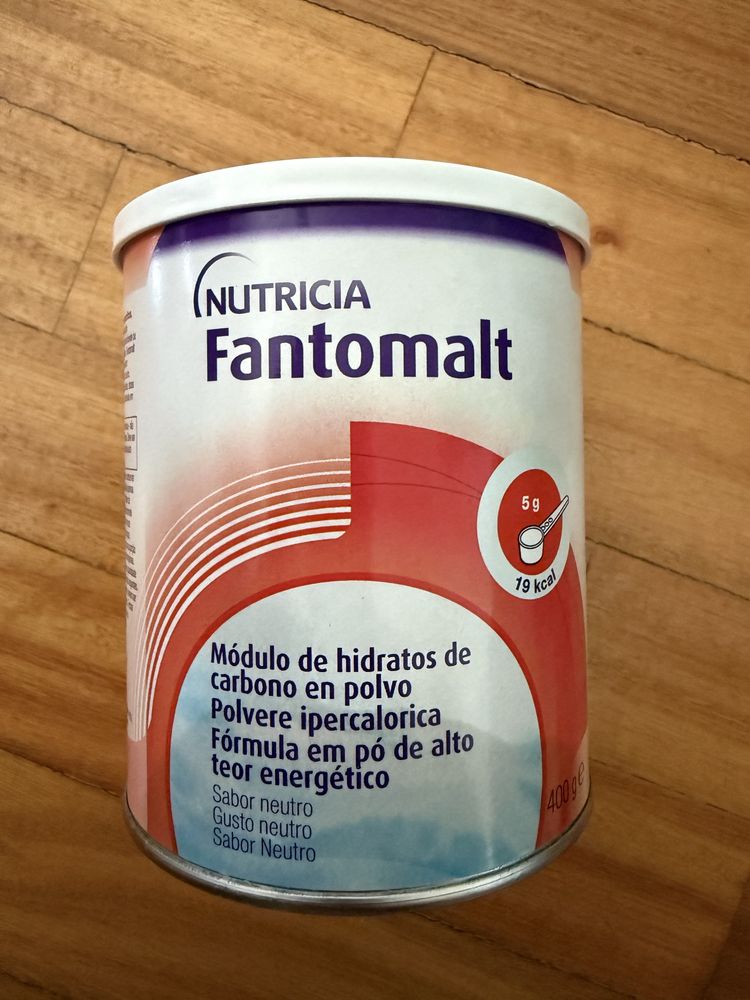 NUTRICIA
Fantomalt
5 g
19 kcal
Módulo de hidratos de
carbono en polvo
Polvere ipercalorica
Fórmula em pó de alto
teor energético
Sabor neutro
Gusto neutro
Sabor Neutro
400 g e